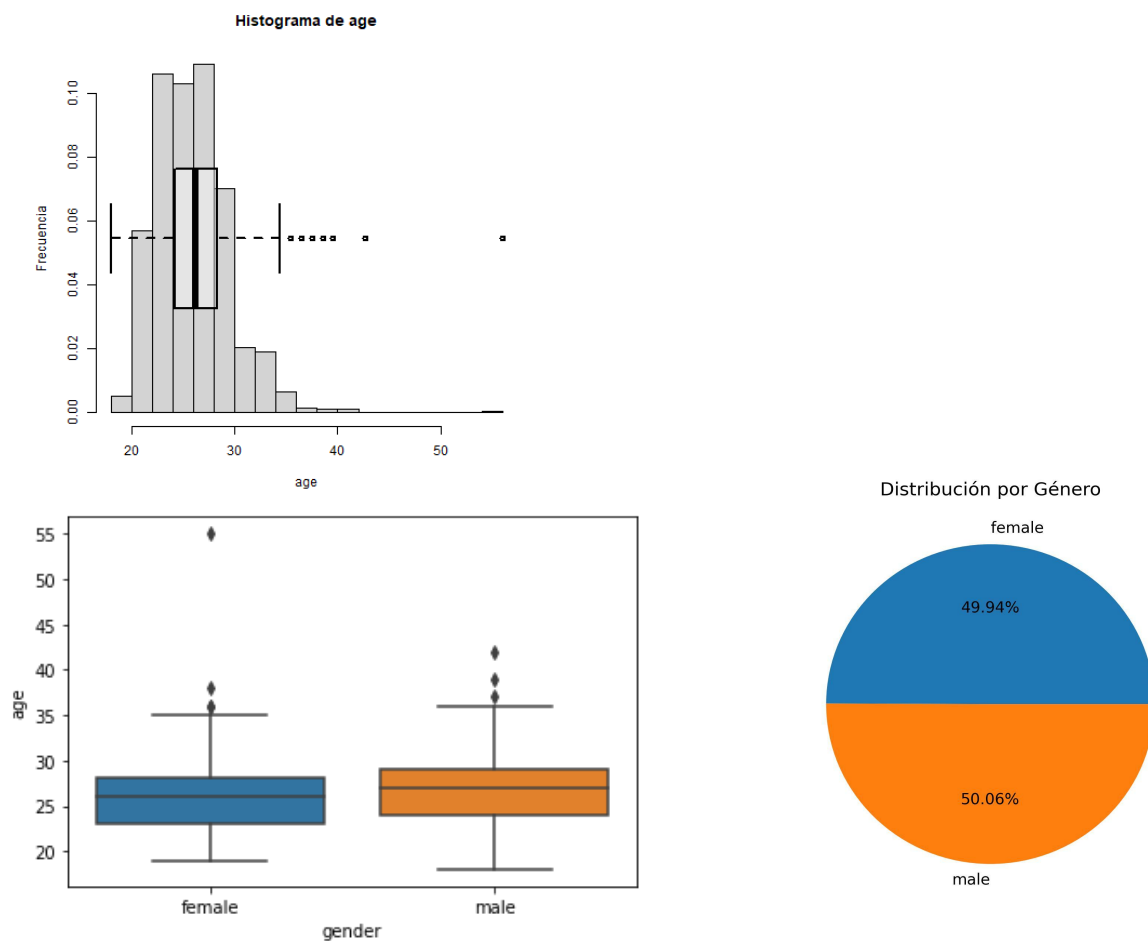 Histograma de age
Frecuencia
0.10
0.08
0.06
0.04
0.02
0.00
20 30 40 50
age
55
50
45
40
35
30
25
20
age
female male
gender
Distribución por Género
female
49.94%
50.06%
male